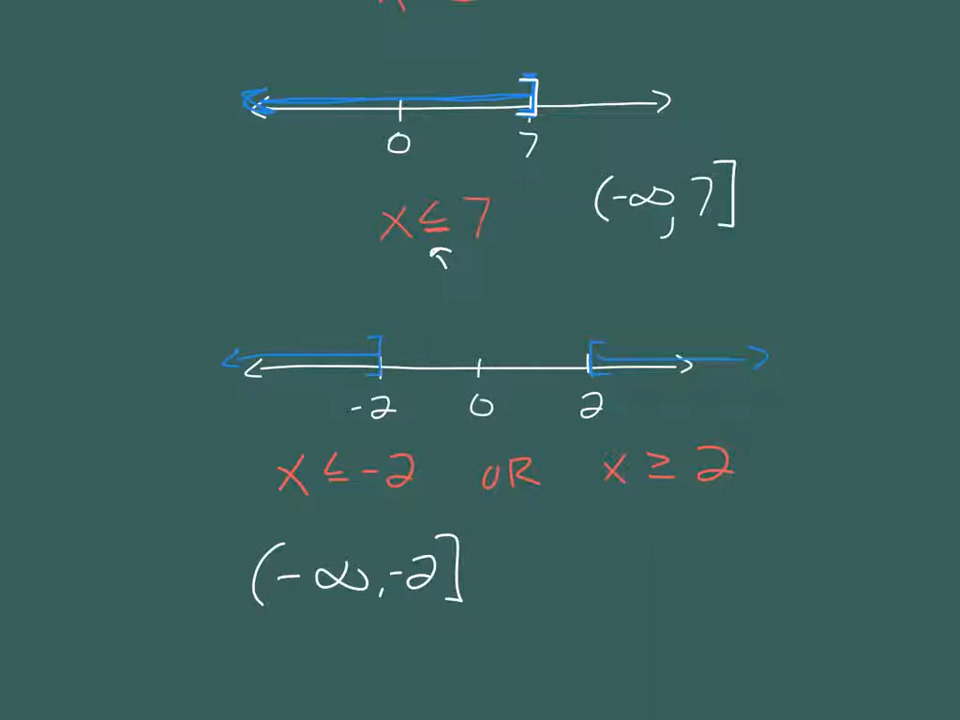 0 7
x ≤ 7 (-∞, 7]
-2 0 2
x ≤ -2 OR x ≥ 2
(-∞, -2]